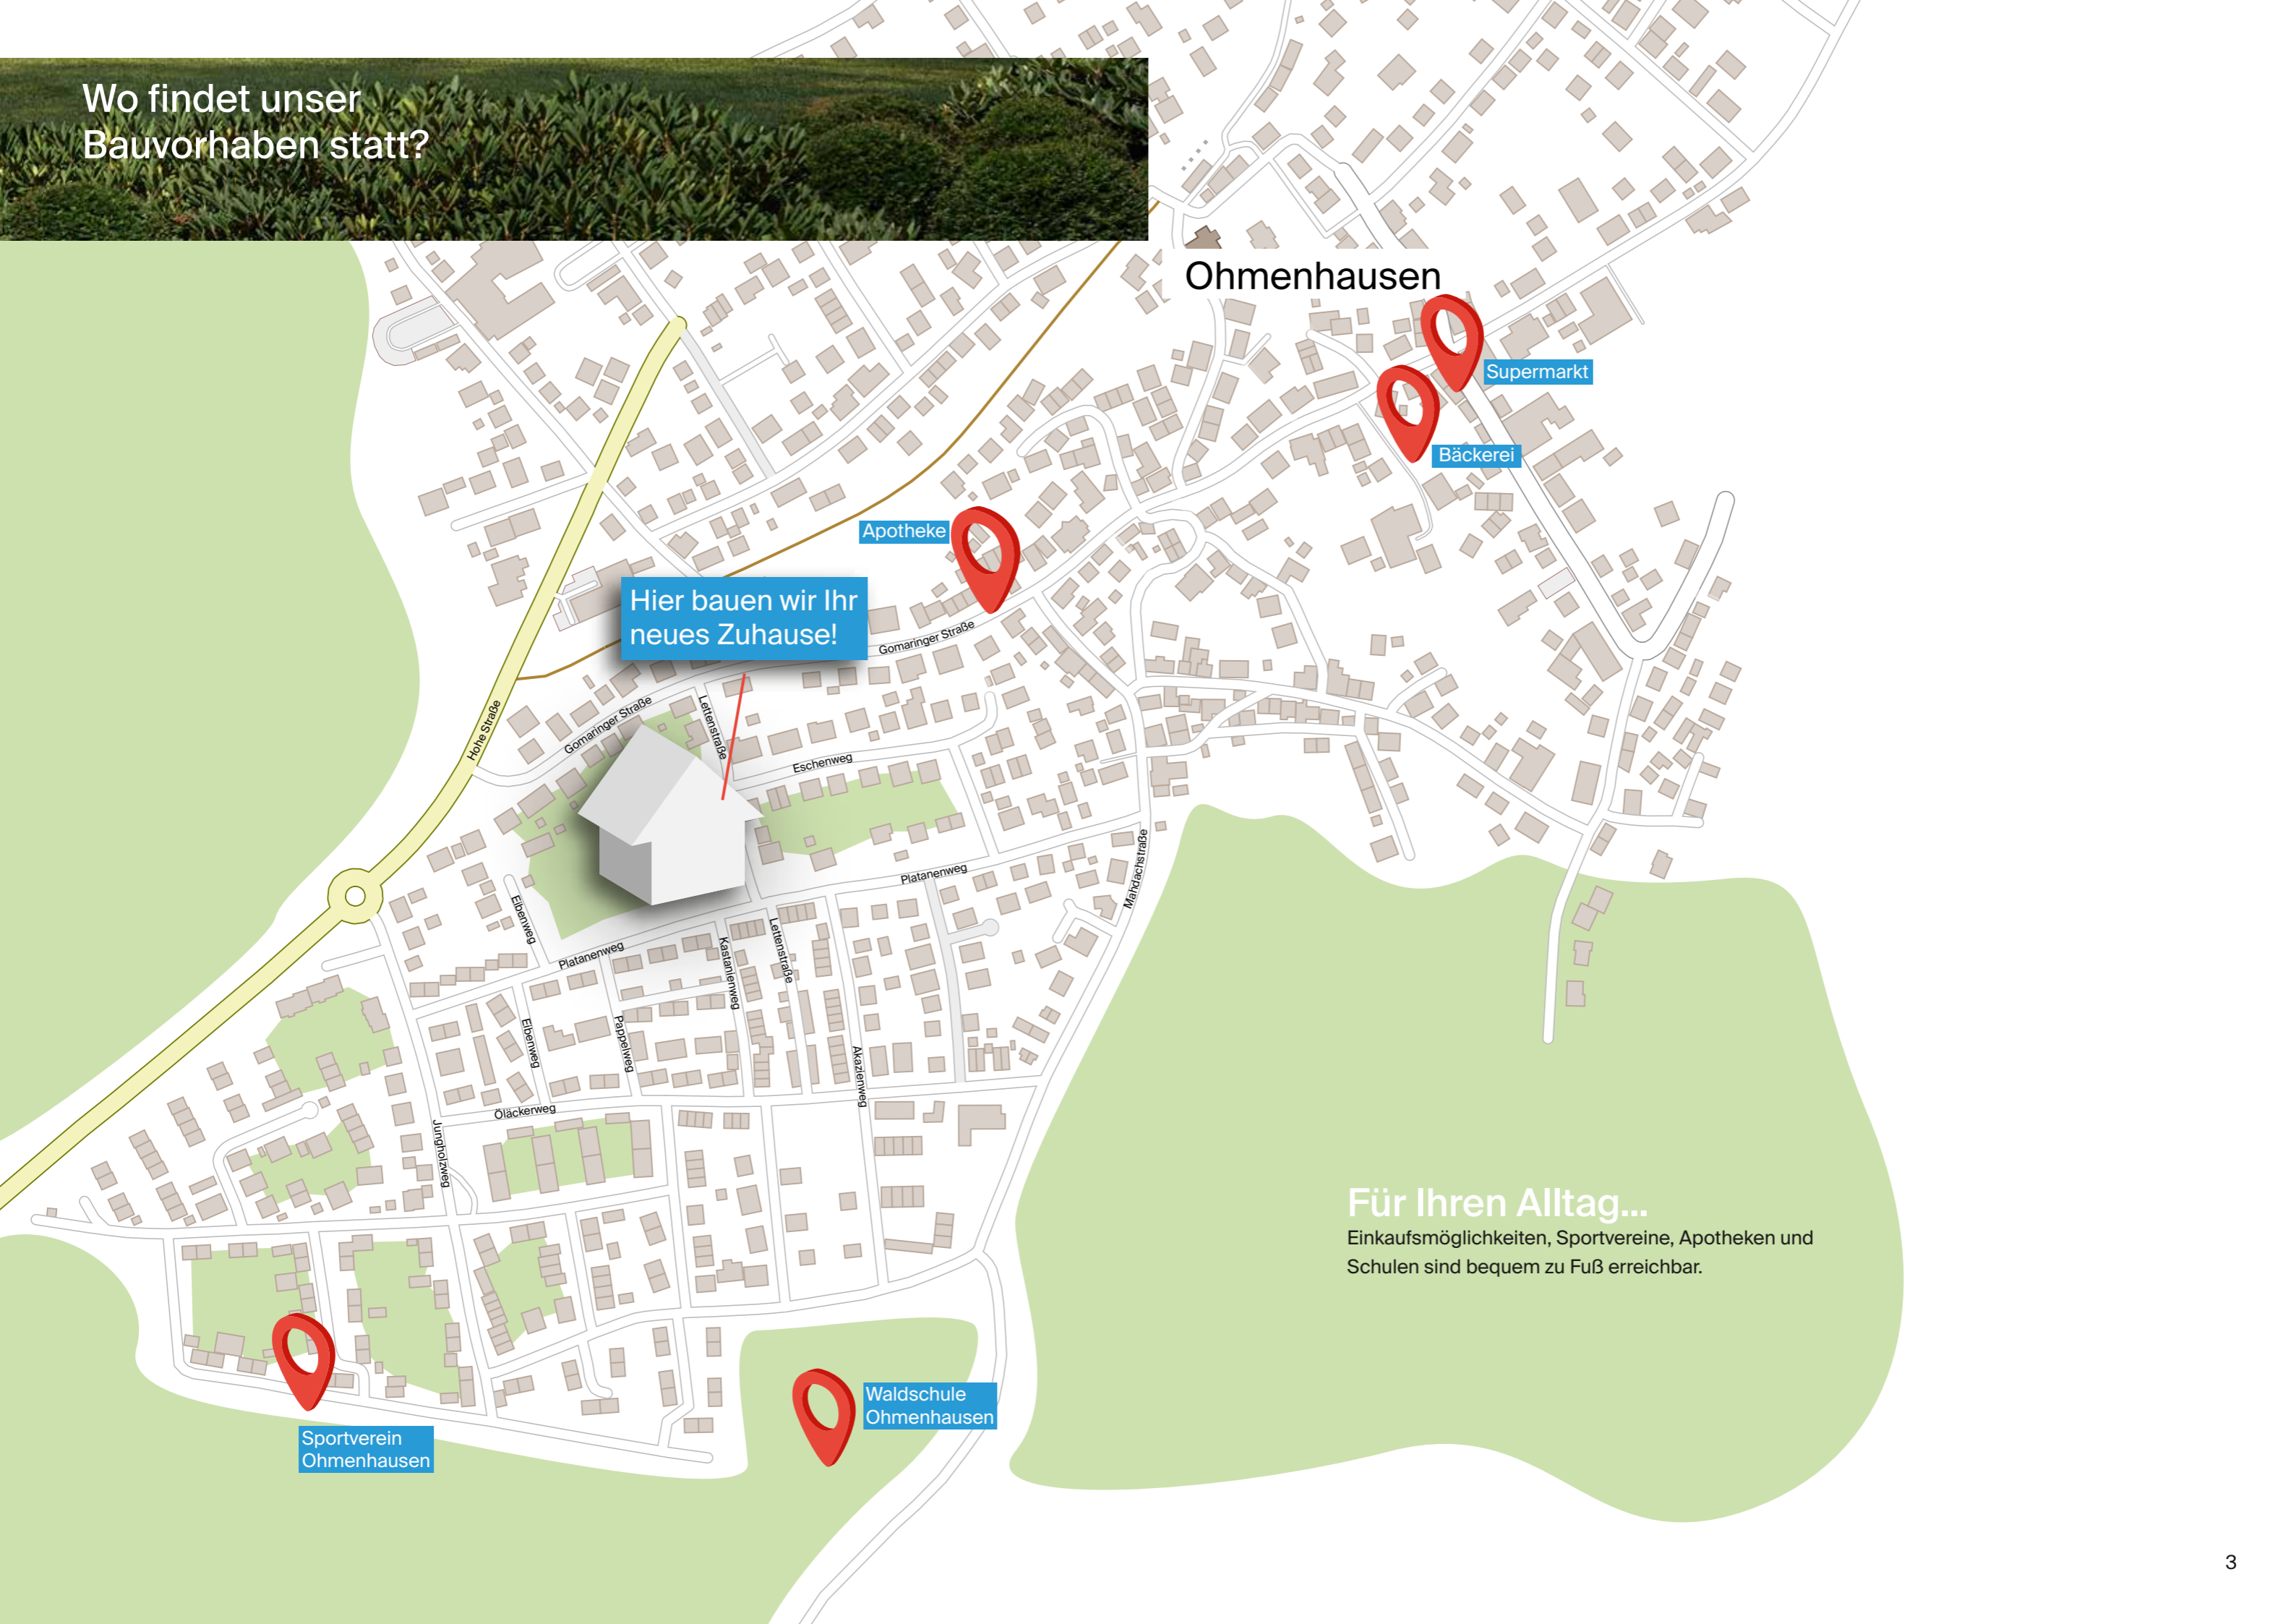 Wo findet unser
Bauvorhaben statt?
Ohmenhausen
Supermarkt
Bäckerei
Apotheke
Hier bauen wir Ihr
neues Zuhause!
Gomaringer Straße
Gomaringer Straße
Lettenstraße
Hohe Straße
Eschenweg
Mahdachstraße
Platanenweg
Eibenweg
Platanenweg
Kastanienweg
Lettenstraße
Eibenweg
Pappelweg
Akazienweg
Öläckerweg
Jungholzweg
Für Ihren Alltag...
Einkaufsmöglichkeiten, Sportvereine, Apotheken und
Schulen sind bequem zu Fuß erreichbar.
Waldschule
Ohmenhausen
Sportverein
Ohmenhausen
3